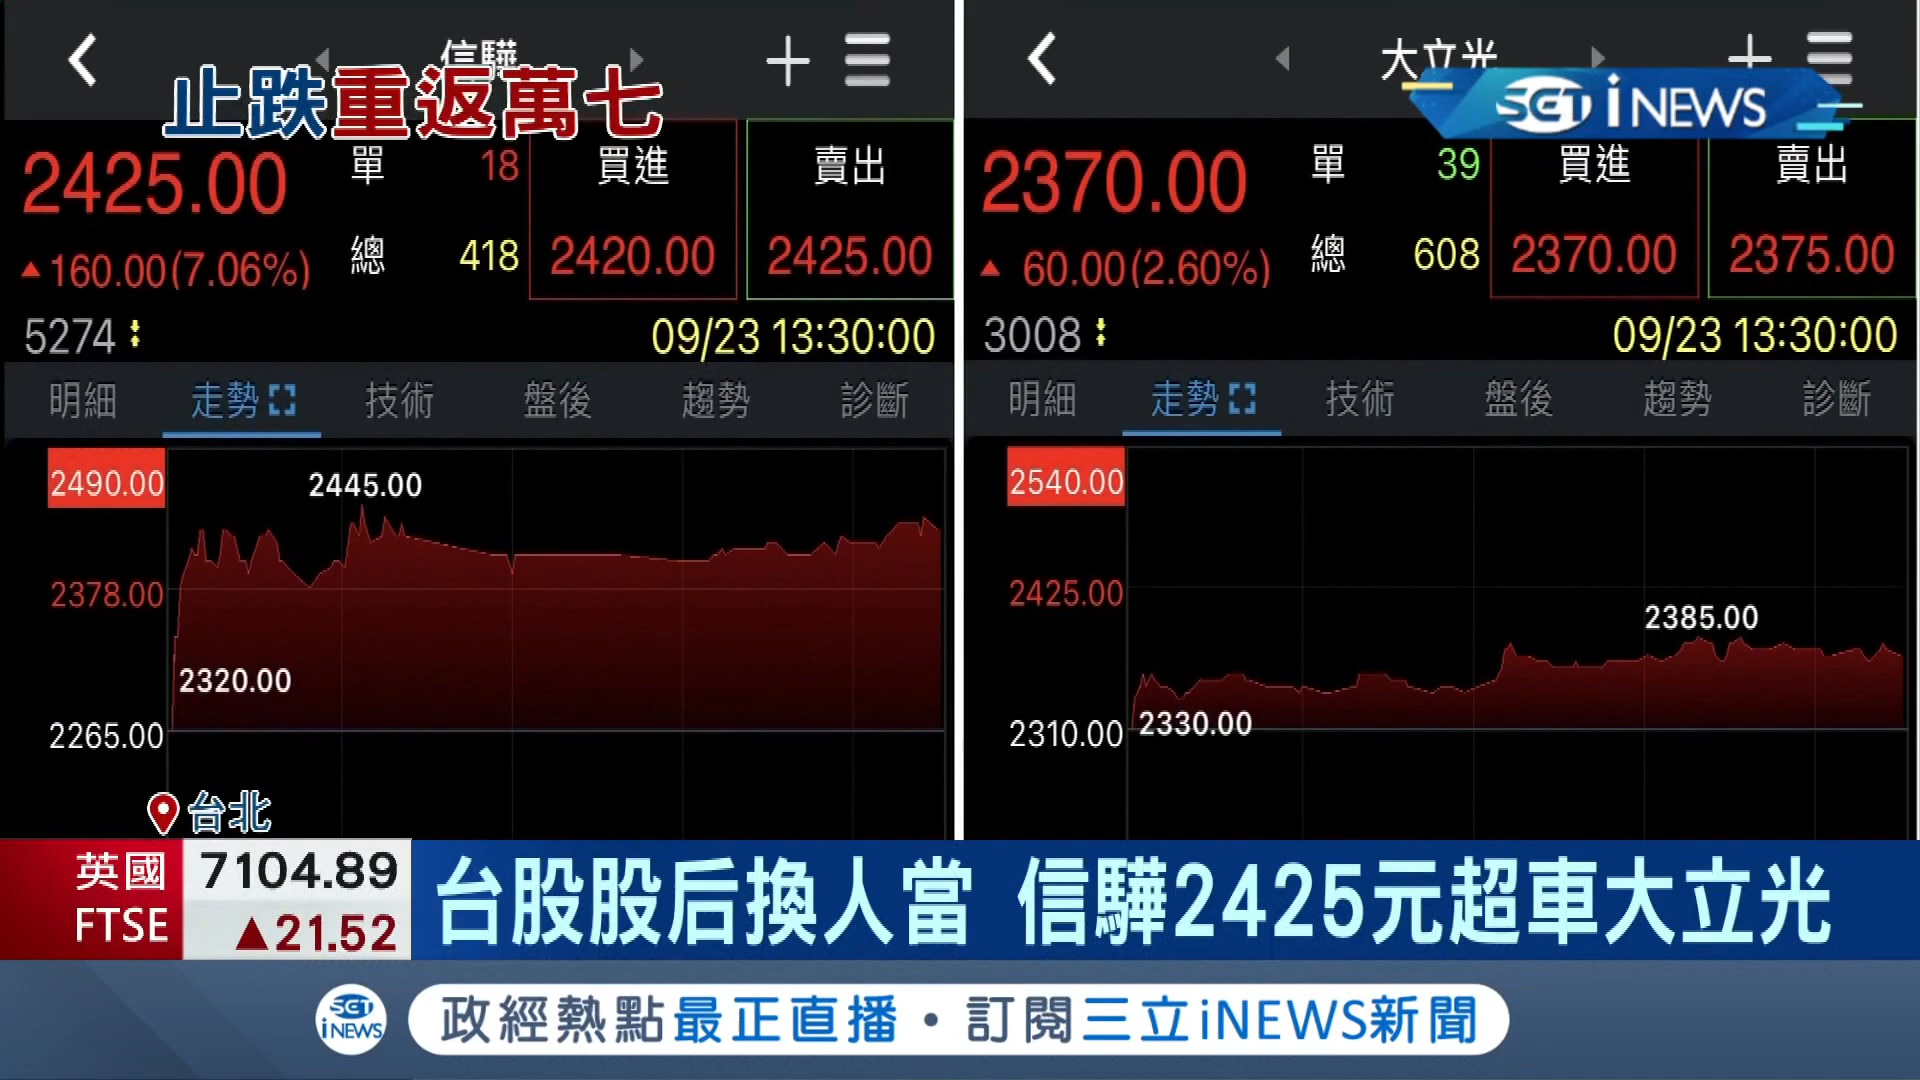 信驊
止跌重返萬七
2425.00
單 18
買進
賣出
▲160.00(7.06%)
總 418
2420.00
2425.00
5274
09/23 13:30:00
明細 走勢 技術 盤後 趨勢 診斷
2490.00
2445.00
2378.00
2320.00
2265.00
大立光
SET iNEWS
2370.00
單 39
買進
賣出
▲ 60.00(2.60%)
總 608
2370.00
2375.00
3008
09/23 13:30:00
明細 走勢 技術 盤後 趨勢 診斷
2540.00
2425.00
2385.00
2330.00
2310.00
台北
英國 7104.89
FTSE ▲21.52
台股股后換人當 信驊2425元超車大立光
SET iNEWS
政經熱點最正直播・訂閱三立iNEWS新聞